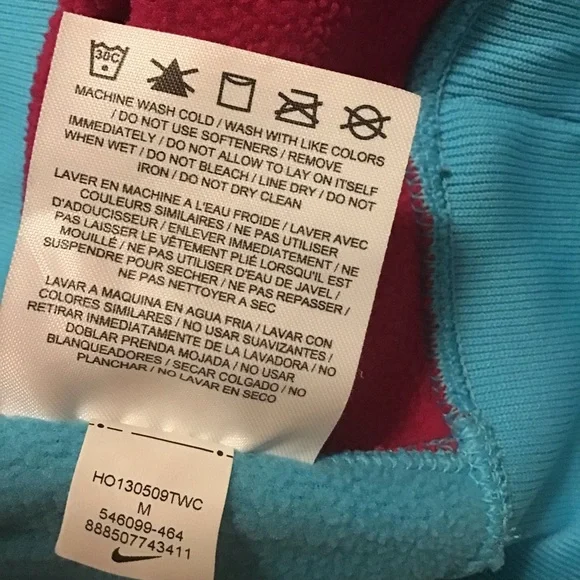 30C
MACHINE WASH COLD / WASH WITH LIKE COLORS
/ DO NOT USE SOFTENERS / REMOVE
IMMEDIATELY / DO NOT ALLOW TO LAY ON ITSELF
WHEN WET / DO NOT BLEACH / LINE DRY / DO NOT
IRON / DO NOT DRY CLEAN
LAVER EN MACHINE A L'EAU FROIDE / LAVER AVEC
COULEURS SIMILAIRES / NE PAS UTILISER
D'ADOUCISSEUR / ENLEVER IMMEDIATEMENT / NE
PAS LAISSER LE VÊTEMENT PLIÉ LORSQU'IL EST
MOUILLÉ / NE PAS UTILISER D'EAU DE JAVEL /
SUSPENDRE POUR SECHER / NE PAS REPASSER /
NE PAS NETTOYER A SEC
LAVAR A MAQUINA EN AGUA FRIA / LAVAR CON
COLORES SIMILARES / NO USAR SUAVIZANTES /
RETIRAR INMEDIATAMENTE DE LA LAVADORA / NO
DOBLAR PRENDA MOJADA / NO USAR
BLANQUEADORES / SECAR COLGADO / NO
PLANCHAR / NO LAVAR EN SECO
HO130509TWC
M
546099-464
888507743411